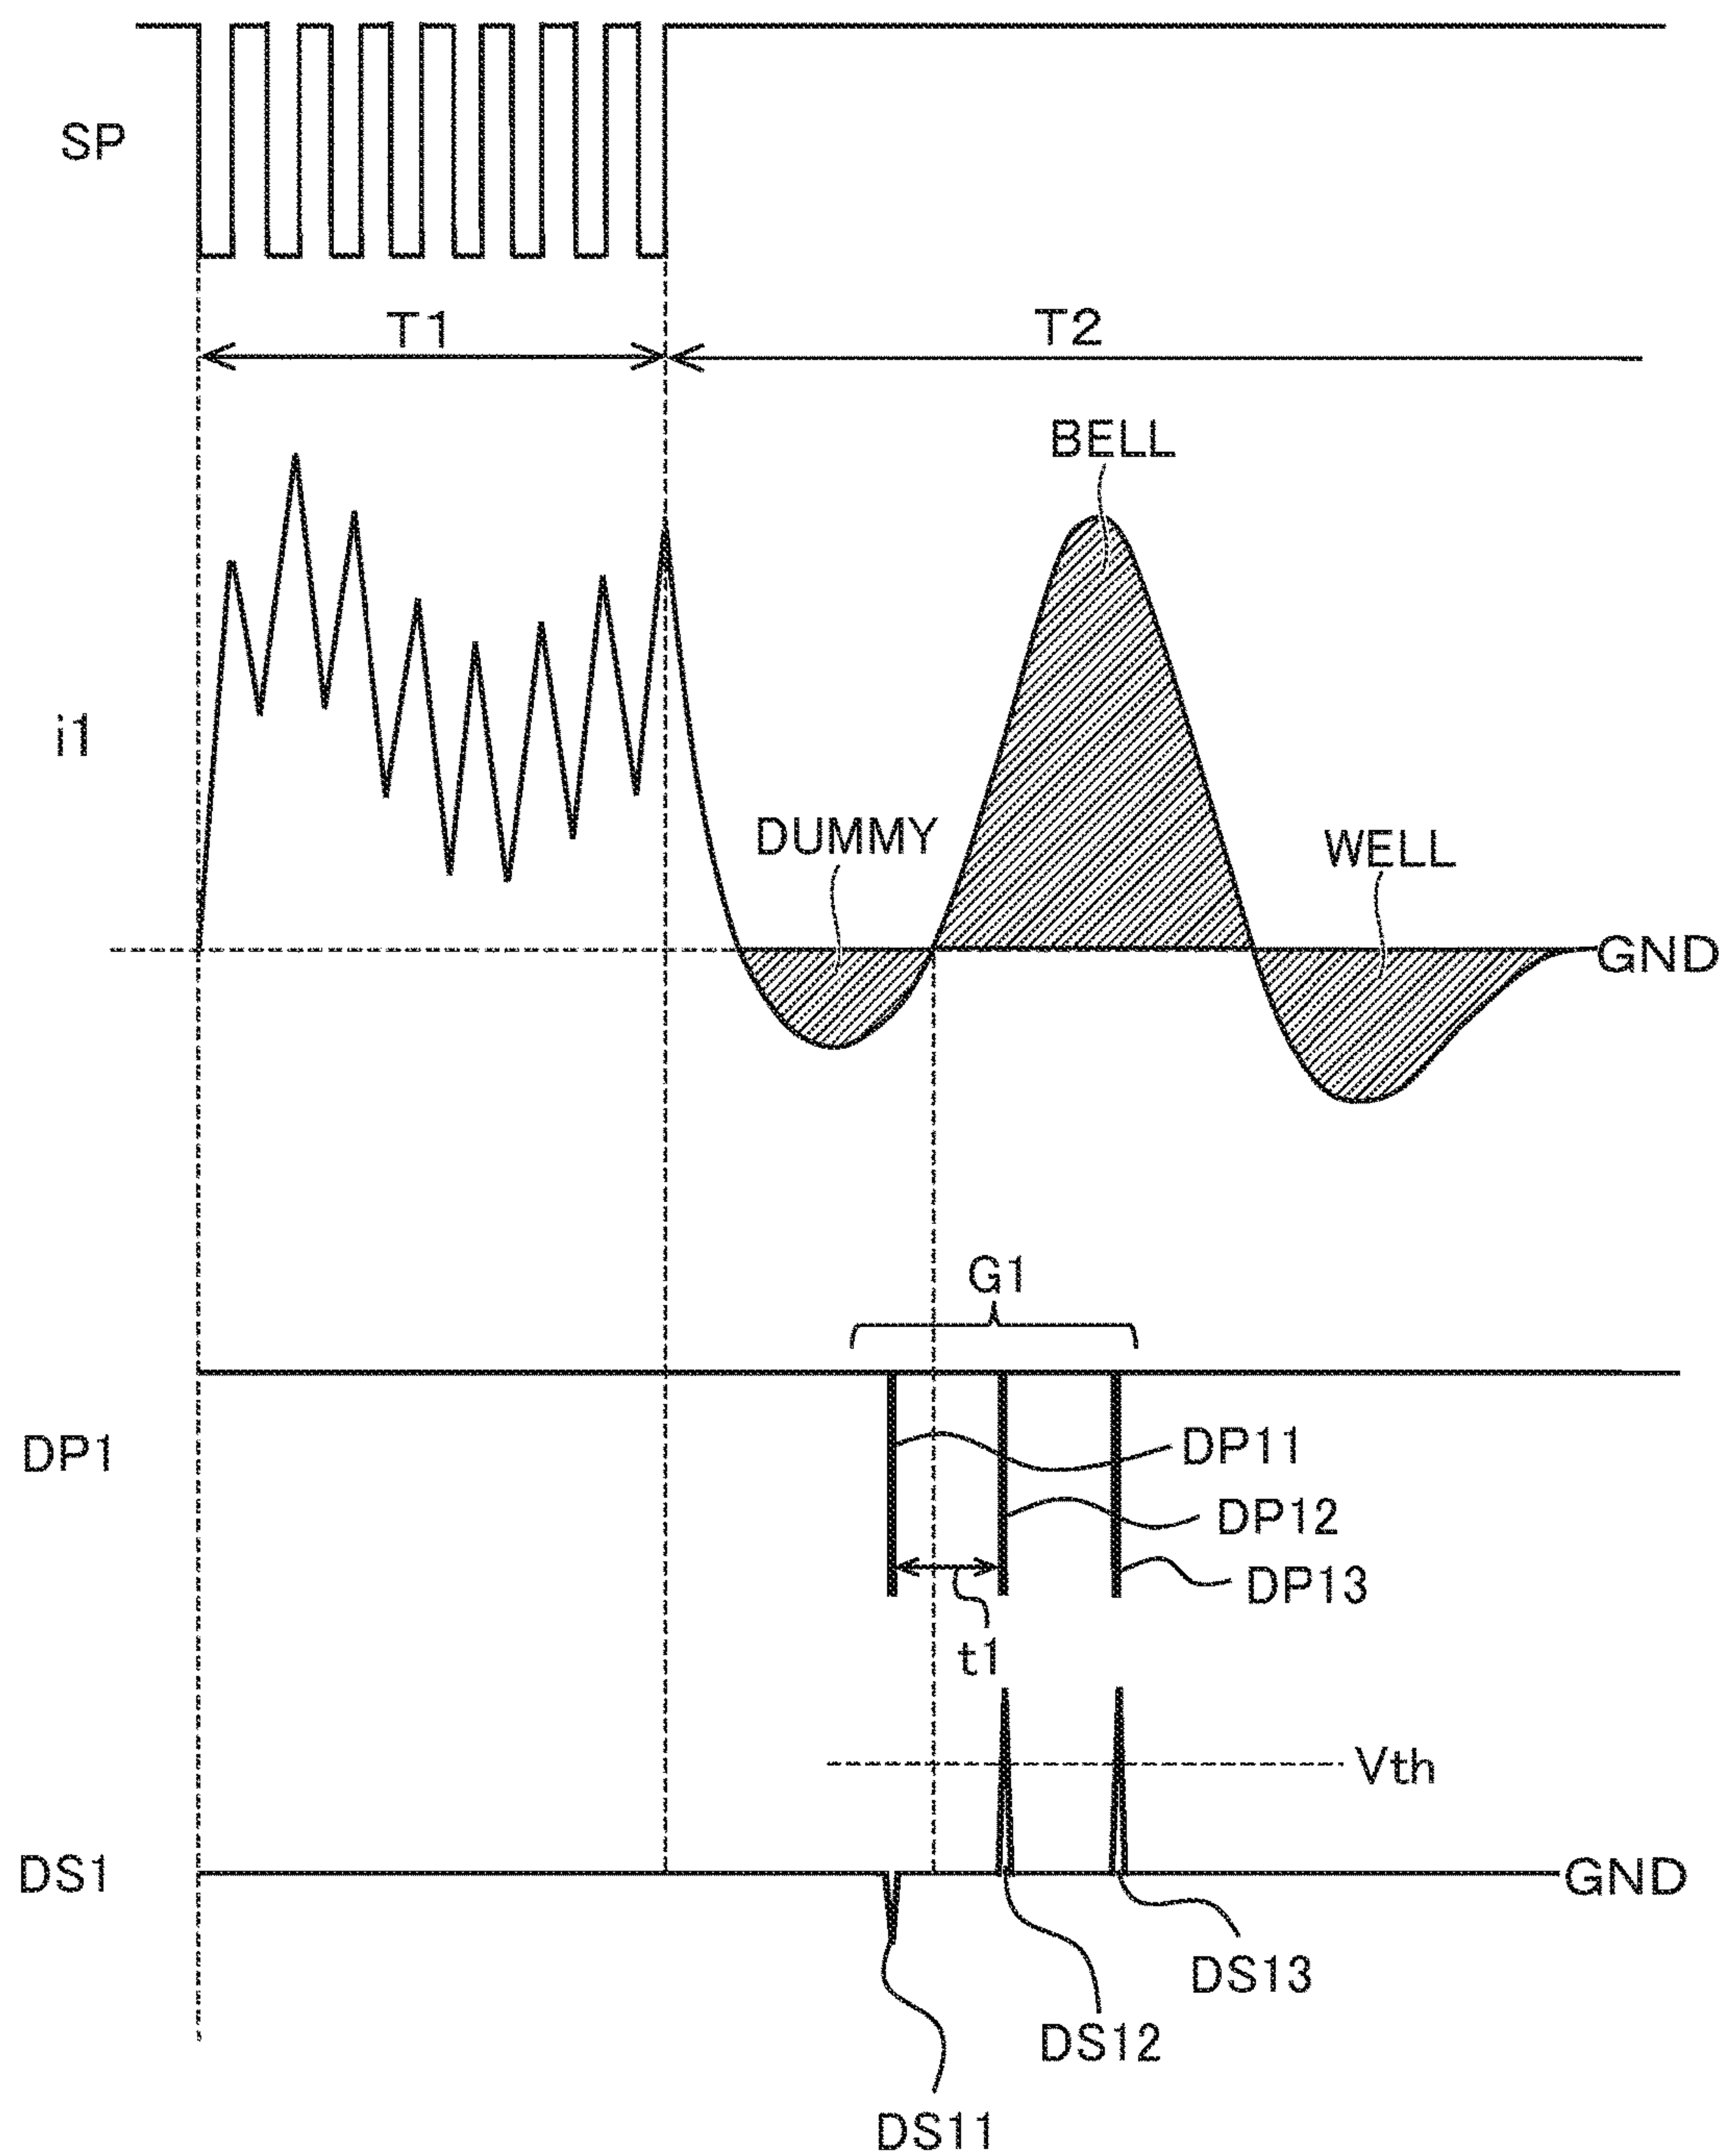 SP
T1
T2
BELL
i1
DUMMY
WELL
GND
G1
DP1
DP11
DP12
DP13
t1
Vth
DS1
GND
DS13
DS12
DS11